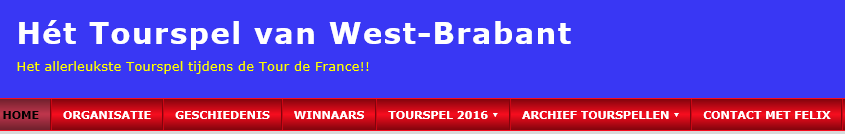 Hét Tourspel van West-Brabant
Het allerleukste Tourspel tijdens de Tour de France!!
HOME ORGANISATIE GESCHIEDENIS WINNAARS TOURSPEL 2016 ARCHIEF TOURSPELLEN CONTACT MET FELIX